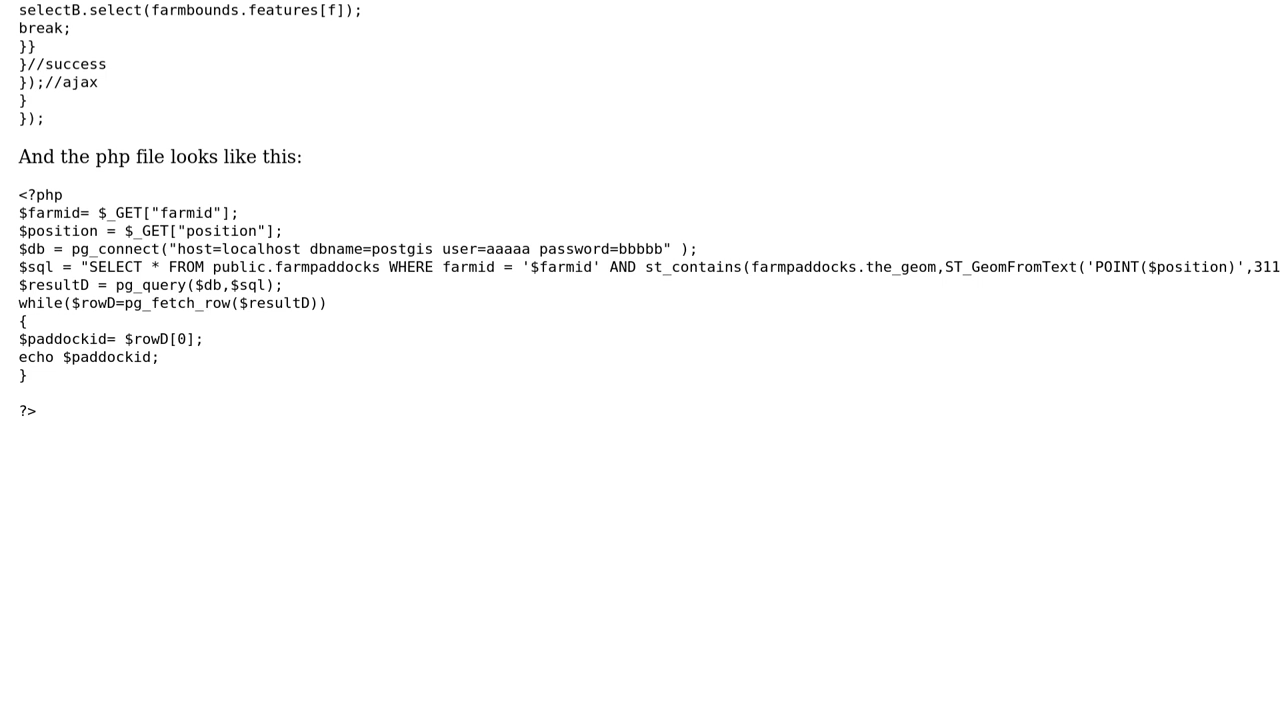 selectB.select(farmbounds.features[f]);
break;
}}
}//success
});//ajax
}
});
And the php file looks like this:
<?php
$farmid= $_GET["farmid"];
$position = $_GET["position"];
$db = pg_connect("host=localhost dbname=postgis user=aaaaa password=bbbbb" );
$sql = "SELECT * FROM public.farmpaddocks WHERE farmid = '$farmid' AND st_contains(farmpaddocks.the_geom,ST_GeomFromText('POINT($position)',311
$resultD = pg_query($db,$sql);
while($rowD=pg_fetch_row($resultD))
{
$paddockid= $rowD[0];
echo $paddockid;
}
?>